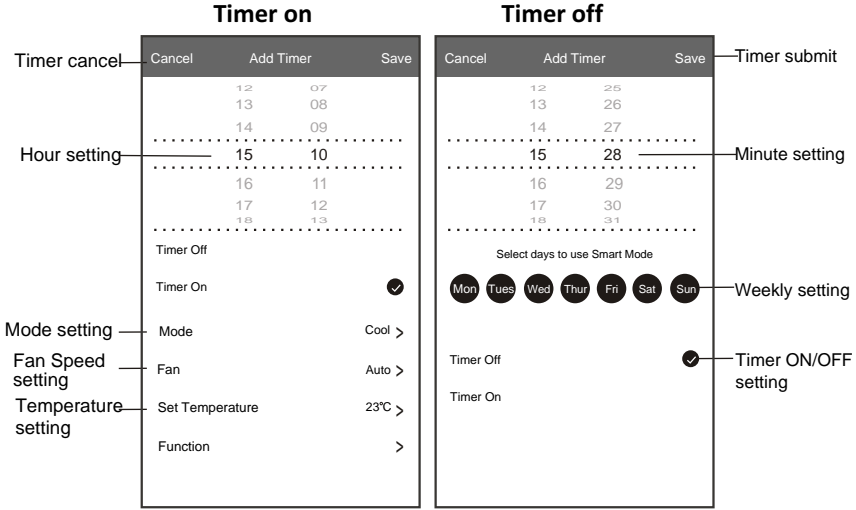 Timer on
Timer off
Timer cancel
Cancel Add Timer Save
Cancel Add Timer Save
Timer submit
12 07
13 08
14 09
15 10
16 11
17 12
18 13
Hour setting
12 25
13 26
14 27
15 28
16 29
17 30
18 31
Minute setting
Timer Off
Timer On
Mode setting
Mode Cool >
Fan Speed
setting
Fan Auto >
Temperature
setting
Set Temperature 23℃ >
Function >
Select days to use Smart Mode
Mon Tues Wed Thur Fri Sat Sun
Weekly setting
Timer Off
Timer On
Timer ON/OFF
setting